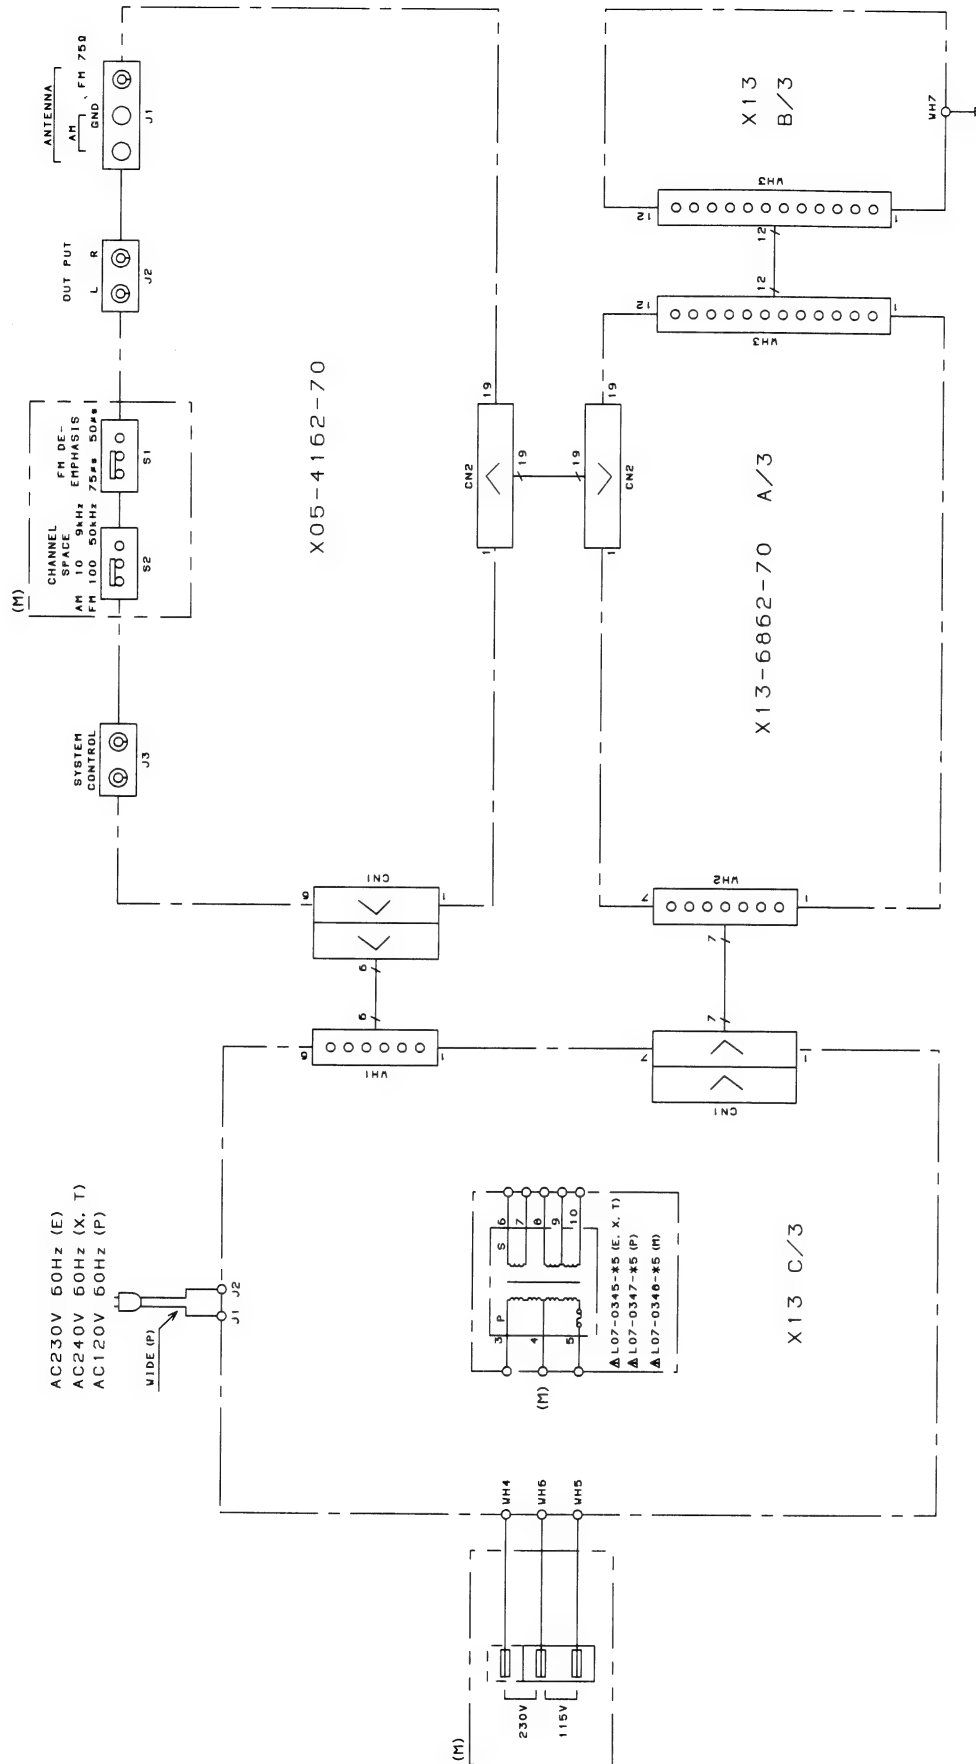 ANTENNA
AM
GND
FM 75Ω
J1
OUT PUT
L R
J2
(M)
CHANNEL
SPACE
AM 10 9kHz
FM 100 50kHz
S2
FM DE-
EMPHASIS
75μs 50μs
S1
SYSTEM
CONTROL
J3
X05-4162-70
CN1
6
1
6
6
WH1
6
1
CN2
1
19
19
19
CN2
1
19
X13-6862-70 A/3
WH3
12
1
12
12
WH3
12
1
X13
B/3
WH7
WH2
7
1
7
7
CN1
7
1
AC230V 50Hz (E)
AC240V 50Hz (X, T)
AC120V 60Hz (P)
WIDE (P)
J1
J2
P
S
3
4
5
6
7
8
9
10
(M)
L07-0345-*5 (E, X, T)
L07-0347-*5 (P)
L07-0346-*5 (M)
X13 C/3
WH4
WH6
WH5
230V
115V
(M)